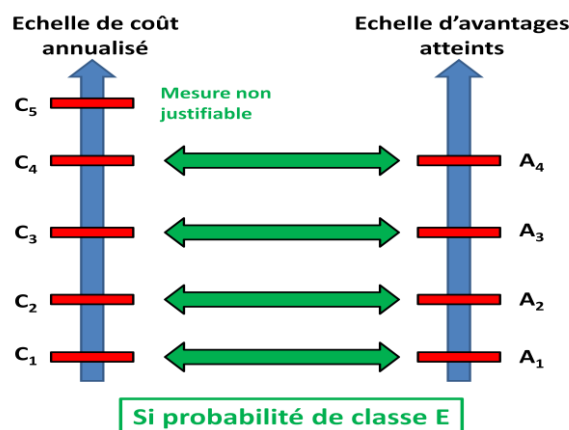 Echelle de coût
annualisé
Echelle d’avantages
atteints
C5
Mesure non
justifiable
C4
A4
C3
A3
C2
A2
C1
A1
Si probabilité de classe E